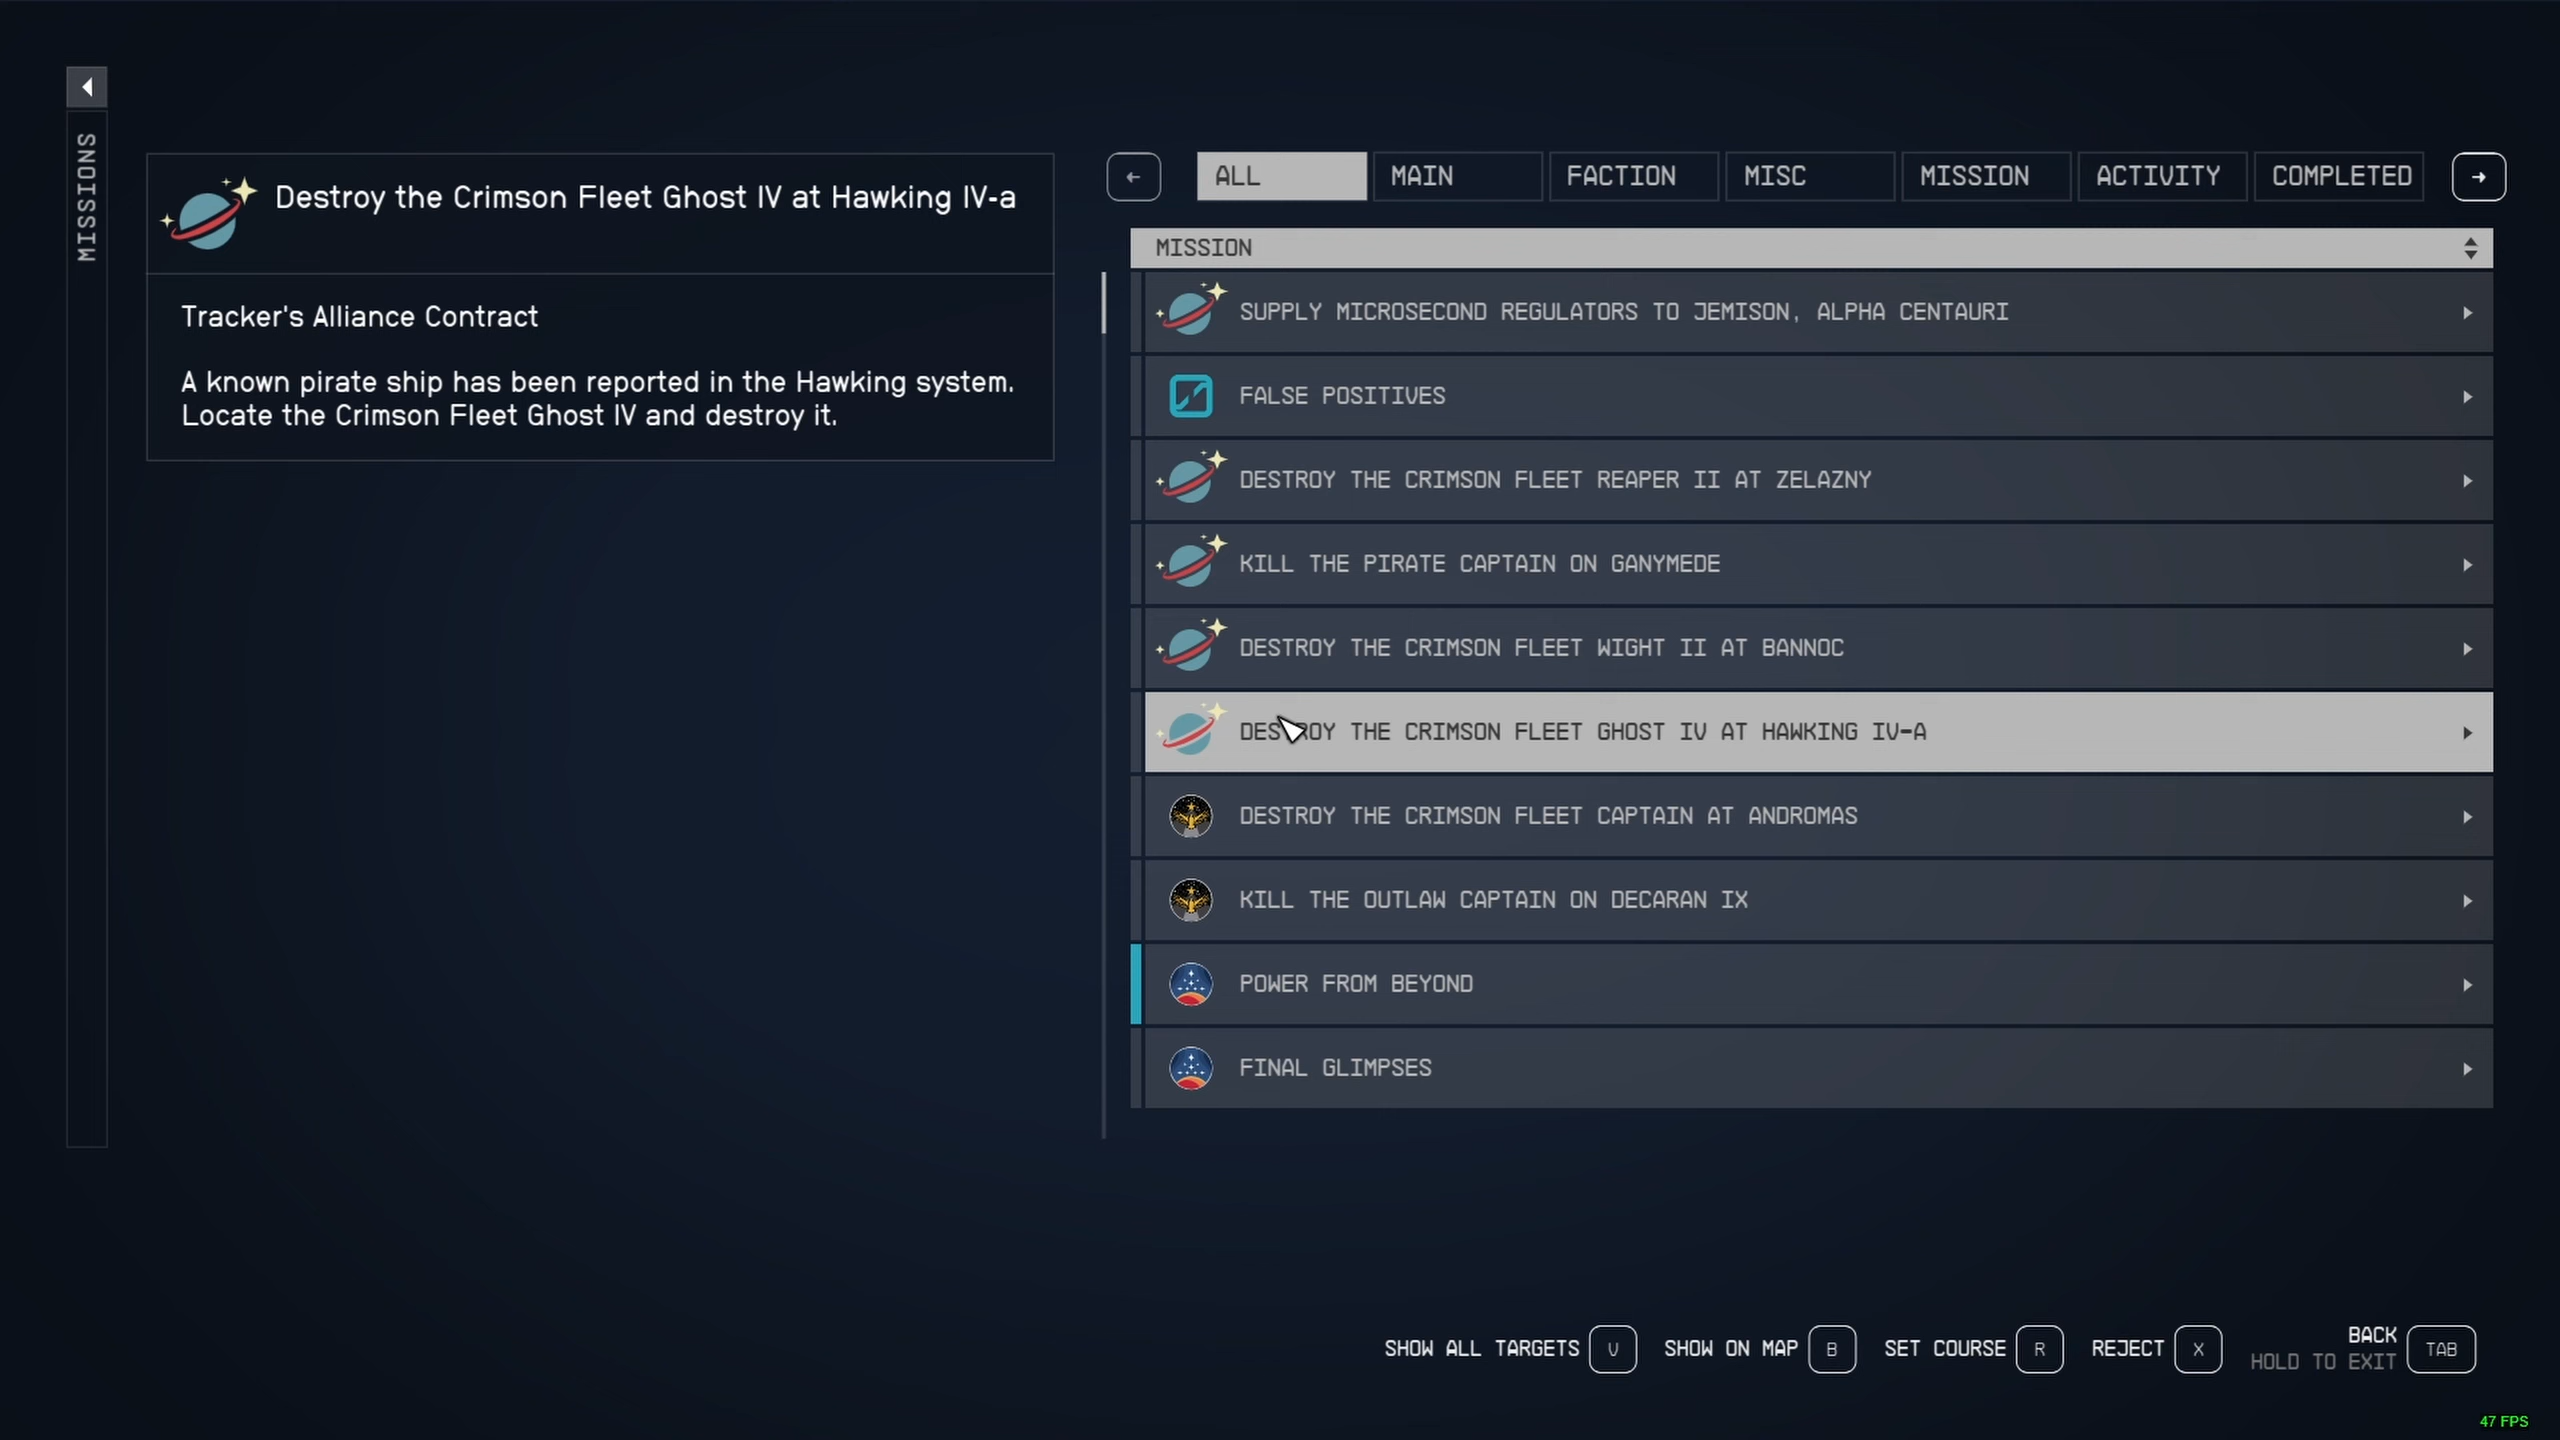 MISSIONS
Destroy the Crimson Fleet Ghost IV at Hawking IV-a
Tracker's Alliance Contract
A known pirate ship has been reported in the Hawking system.
Locate the Crimson Fleet Ghost IV and destroy it.
ALL MAIN FACTION MISC MISSION ACTIVITY COMPLETED
MISSION
SUPPLY MICROSECOND REGULATORS TO JEMISON, ALPHA CENTAURI
FALSE POSITIVES
DESTROY THE CRIMSON FLEET REAPER II AT ZELAZNY
KILL THE PIRATE CAPTAIN ON GANYMEDE
DESTROY THE CRIMSON FLEET WIGHT II AT BANNOC
DESTROY THE CRIMSON FLEET GHOST IV AT HAWKING IV-A
DESTROY THE CRIMSON FLEET CAPTAIN AT ANDROMAS
KILL THE OUTLAW CAPTAIN ON DECARAN IX
POWER FROM BEYOND
FINAL GLIMPSES
SHOW ALL TARGETS V SHOW ON MAP B SET COURSE R REJECT X BACK TAB
HOLD TO EXIT
47 FPS